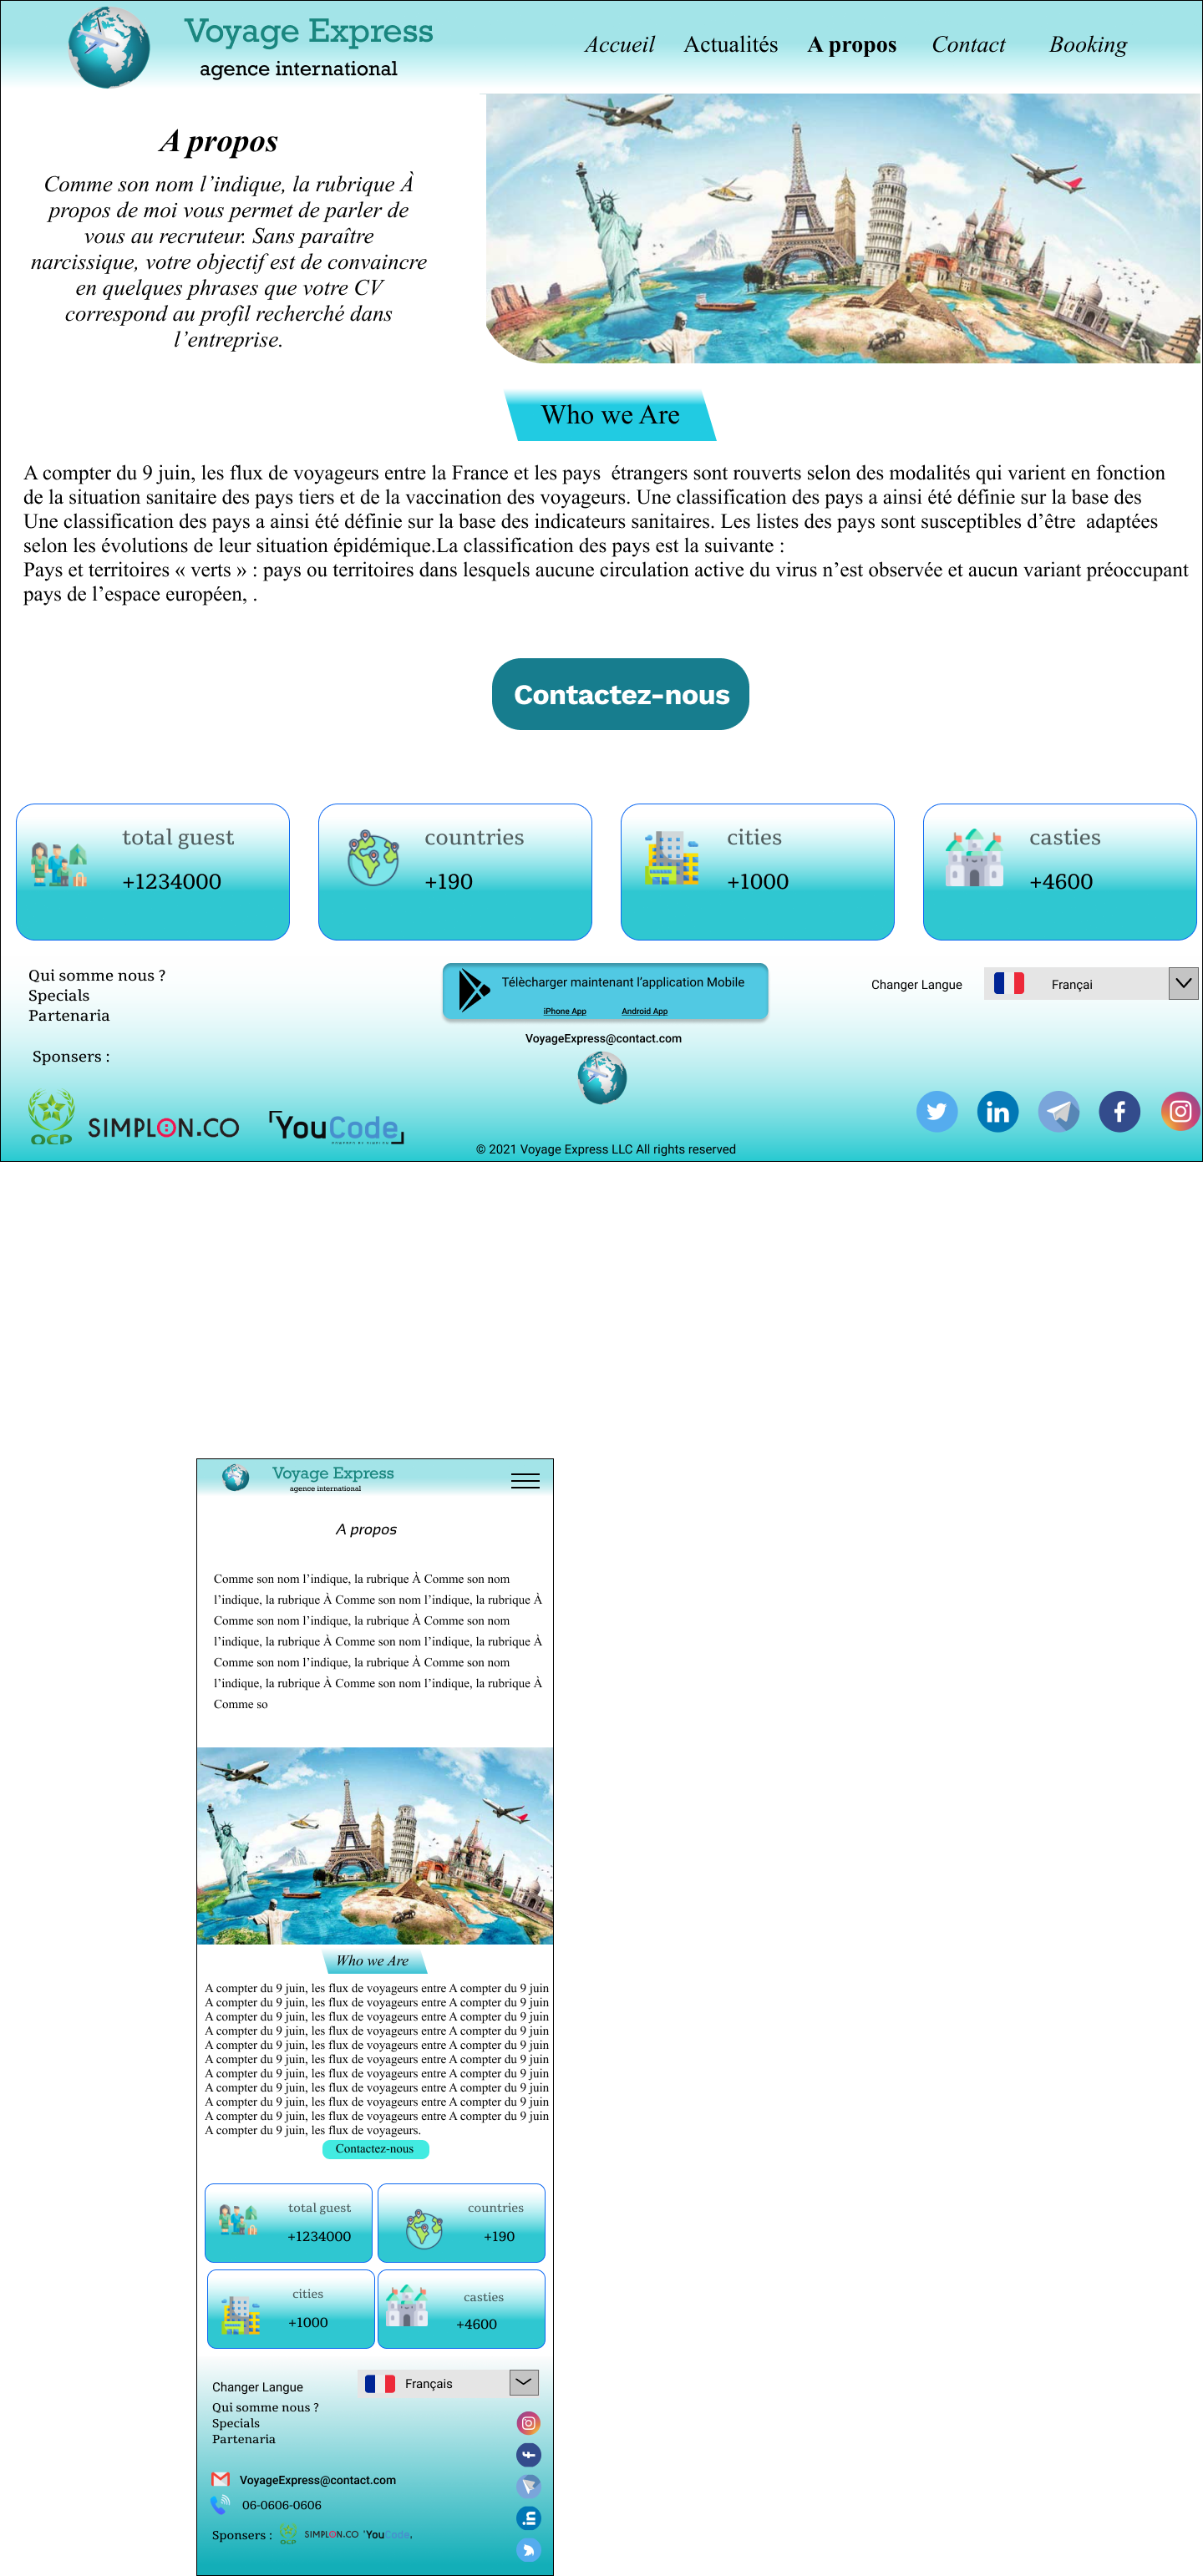 Voyage Express
agence international
Accueil Actualités A propos Contact Booking
A propos
Comme son nom l’indique, la rubrique À
propos de moi vous permet de parler de
vous au recruteur. Sans paraître
narcissique, votre objectif est de convaincre
en quelques phrases que votre CV
correspond au profil recherché dans
l’entreprise.
Who we Are
A compter du 9 juin, les flux de voyageurs entre la France et les pays étrangers sont rouverts selon des modalités qui varient en fonction
de la situation sanitaire des pays tiers et de la vaccination des voyageurs. Une classification des pays a ainsi été définie sur la base des
Une classification des pays a ainsi été définie sur la base des indicateurs sanitaires. Les listes des pays sont susceptibles d’être adaptées
selon les évolutions de leur situation épidémique.La classification des pays est la suivante :
Pays et territoires « verts » : pays ou territoires dans lesquels aucune circulation active du virus n’est observée et aucun variant préoccupant
pays de l’espace européen, .
Contactez-nous
total guest
+1234000
countries
+190
cities
+1000
casties
+4600
Qui somme nous ?
Specials
Partenaria
Sponsers :
OCP
SIMPLON.CO
YouCode
POWERED BY SIMPLON
Télècharger maintenant l’application Mobile
iPhone App Android App
VoyageExpress@contact.com
© 2021 Voyage Express LLC All rights reserved
Changer Langue
Françai
Voyage Express
agence international
A propos
Comme son nom l’indique, la rubrique À Comme son nom
l’indique, la rubrique À Comme son nom l’indique, la rubrique À
Comme son nom l’indique, la rubrique À Comme son nom
l’indique, la rubrique À Comme son nom l’indique, la rubrique À
Comme son nom l’indique, la rubrique À Comme son nom
l’indique, la rubrique À Comme son nom l’indique, la rubrique À
Comme so
Who we Are
A compter du 9 juin, les flux de voyageurs entre A compter du 9 juin
A compter du 9 juin, les flux de voyageurs entre A compter du 9 juin
A compter du 9 juin, les flux de voyageurs entre A compter du 9 juin
A compter du 9 juin, les flux de voyageurs entre A compter du 9 juin
A compter du 9 juin, les flux de voyageurs entre A compter du 9 juin
A compter du 9 juin, les flux de voyageurs entre A compter du 9 juin
A compter du 9 juin, les flux de voyageurs entre A compter du 9 juin
A compter du 9 juin, les flux de voyageurs entre A compter du 9 juin
A compter du 9 juin, les flux de voyageurs entre A compter du 9 juin
A compter du 9 juin, les flux de voyageurs entre A compter du 9 juin
A compter du 9 juin, les flux de voyageurs.
Contactez-nous
total guest
+1234000
countries
+190
cities
+1000
casties
+4600
Changer Langue
Français
Qui somme nous ?
Specials
Partenaria
VoyageExpress@contact.com
06-0606-0606
Sponsers :
OCP
SIMPLON.CO
YouCode